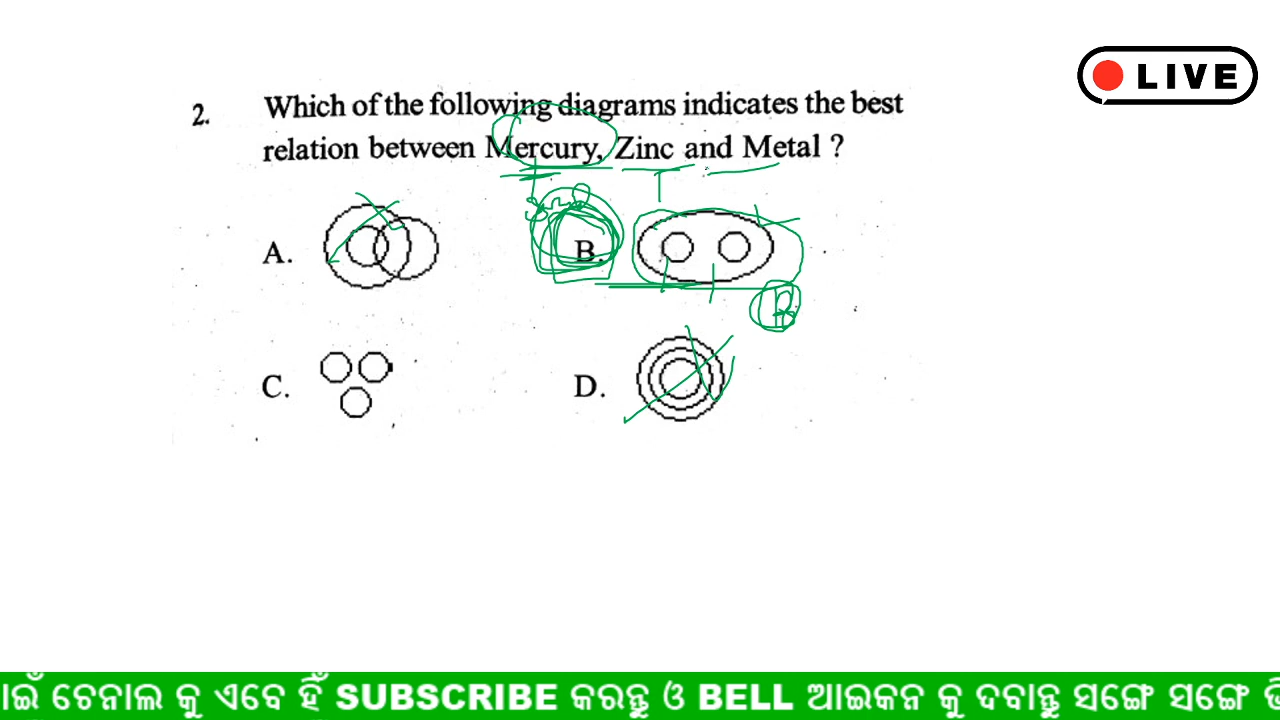 LIVE
2. Which of the following diagrams indicates the best
relation between Mercury, Zinc and Metal ?
A.
B.
C.
D.
ାଇଁ ଚେନାଲ କୁ ଏବେ ହିଁ SUBSCRIBE କରନ୍ତୁ ଓ BELL ଆଇକନ କୁ ଦବାନ୍ତୁ ସଙ୍ଗେ ସଙ୍ଗେ